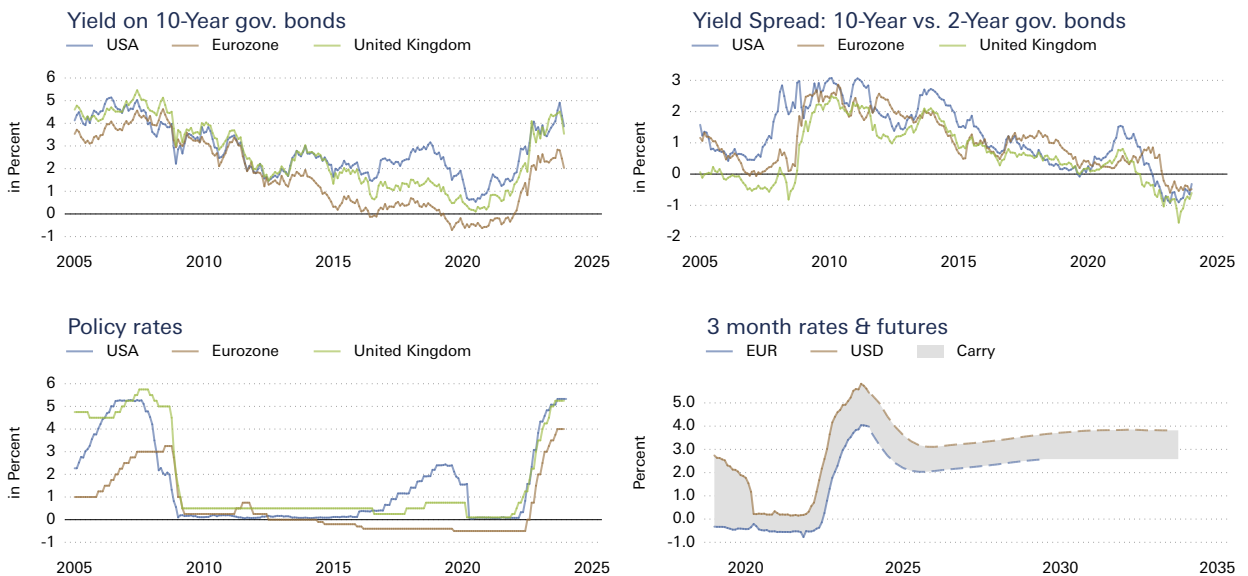 Yield on 10-Year gov. bonds
USA Eurozone United Kingdom
in Percent
6
5
4
3
2
1
0
-1
2005 2010 2015 2020 2025
Yield Spread: 10-Year vs. 2-Year gov. bonds
USA Eurozone United Kingdom
in Percent
3
2
1
0
-1
-2
2005 2010 2015 2020 2025
Policy rates
USA Eurozone United Kingdom
in Percent
6
5
4
3
2
1
0
-1
2005 2010 2015 2020 2025
3 month rates & futures
EUR USD Carry
Percent
5.0
4.0
3.0
2.0
1.0
0.0
-1.0
2020 2025 2030 2035